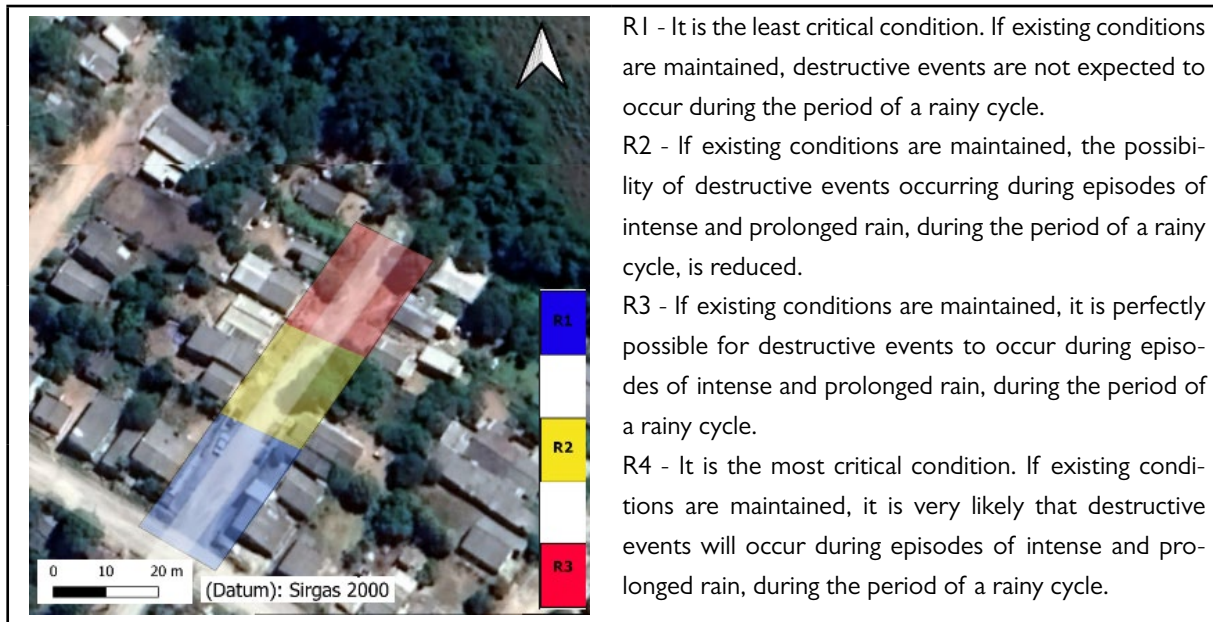 R1 - It is the least critical condition. If existing conditions
are maintained, destructive events are not expected to
occur during the period of a rainy cycle.
R2 - If existing conditions are maintained, the possibi-
lity of destructive events occurring during episodes of
intense and prolonged rain, during the period of a rainy
cycle, is reduced.
R3 - If existing conditions are maintained, it is perfectly
possible for destructive events to occur during episo-
des of intense and prolonged rain, during the period of
a rainy cycle.
R4 - It is the most critical condition. If existing condi-
tions are maintained, it is very likely that destructive
events will occur during episodes of intense and pro-
longed rain, during the period of a rainy cycle.
R1
R2
R3
0 10 20 m
(Datum): Sirgas 2000